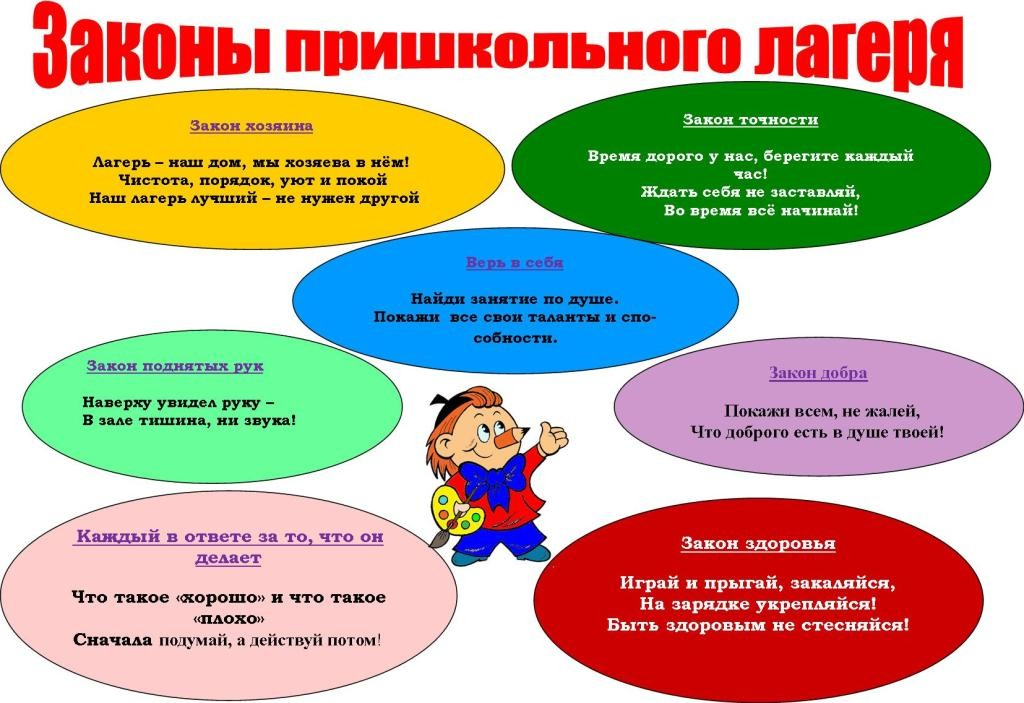 Законы пришкольного лагеря
Закон хозяина
Лагерь – наш дом, мы хозяева в нём!
Чистота, порядок, уют и покой
Наш лагерь лучший – не нужен другой
Закон точности
Время дорого у нас, берегите каждый
час!
Ждать себя не заставляй,
Во время всё начинай!
Верь в себя
Найди занятие по душе.
Покажи все свои таланты и спо-
собности.
Закон поднятых рук
Наверху увидел руку –
В зале тишина, ни звука!
Закон добра
Покажи всем, не жалей,
Что доброго есть в душе твоей!
Каждый в ответе за то, что он
делает
Что такое «хорошо» и что такое
«плохо»
Сначала подумай, а действуй потом!
Закон здоровья
Играй и прыгай, закаляйся,
На зарядке укрепляйся!
Быть здоровым не стесняйся!